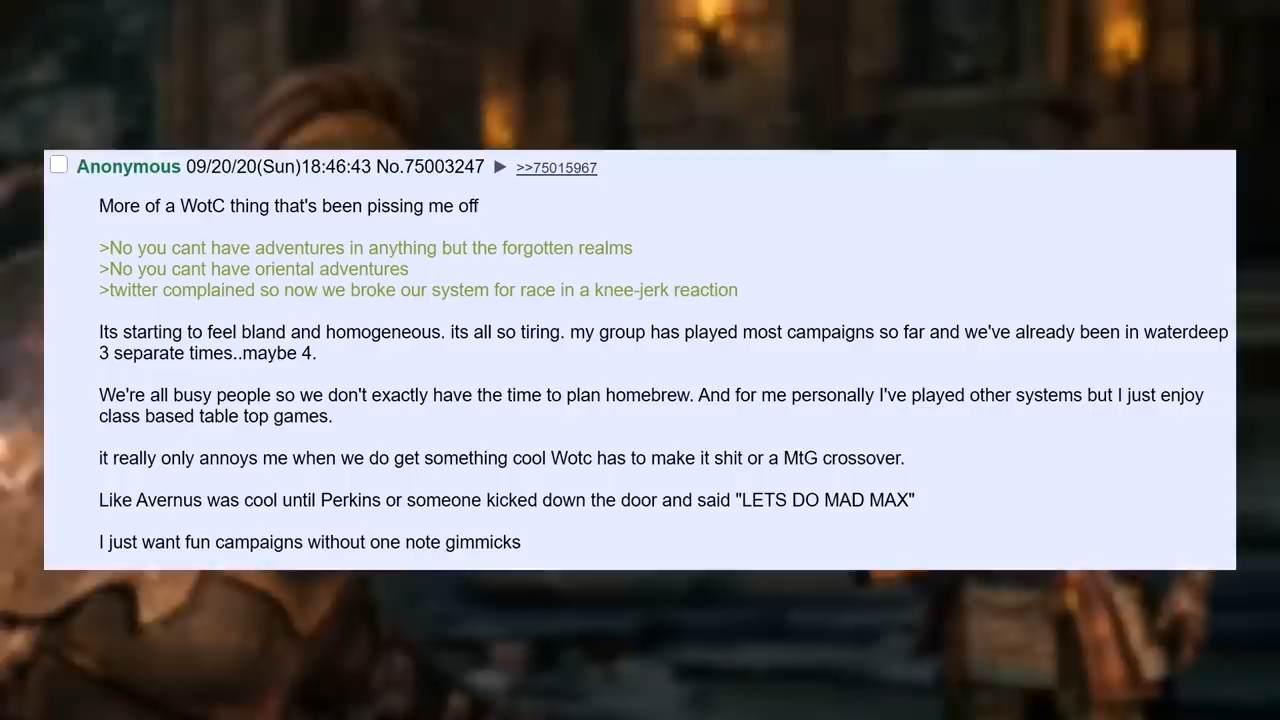 Anonymous 09/20/20(Sun)18:46:43 No.75003247 ▶ >>75015967
More of a WotC thing that's been pissing me off
>No you cant have adventures in anything but the forgotten realms
>No you cant have oriental adventures
>twitter complained so now we broke our system for race in a knee-jerk reaction
Its starting to feel bland and homogeneous. its all so tiring. my group has played most campaigns so far and we've already been in waterdeep
3 separate times..maybe 4.
We're all busy people so we don't exactly have the time to plan homebrew. And for me personally I've played other systems but I just enjoy
class based table top games.
it really only annoys me when we do get something cool Wotc has to make it shit or a MtG crossover.
Like Avernus was cool until Perkins or someone kicked down the door and said "LETS DO MAD MAX"
I just want fun campaigns without one note gimmicks